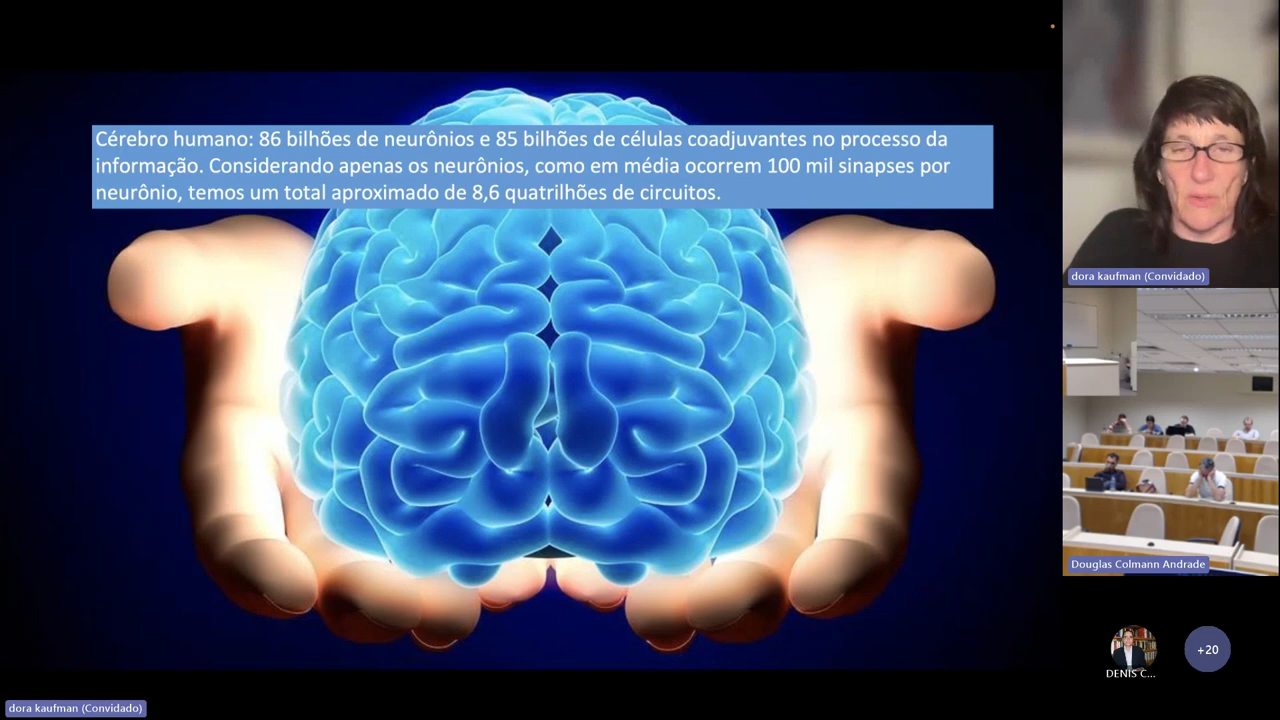 Cérebro humano: 86 bilhões de neurônios e 85 bilhões de células coadjuvantes no processo da
informação. Considerando apenas os neurônios, como em média ocorrem 100 mil sinapses por
neurônio, temos um total aproximado de 8,6 quatrilhões de circuitos.
dora kaufman (Convidado)
Douglas Colmann Andrade
DENIS C...
+20
dora kaufman (Convidado)